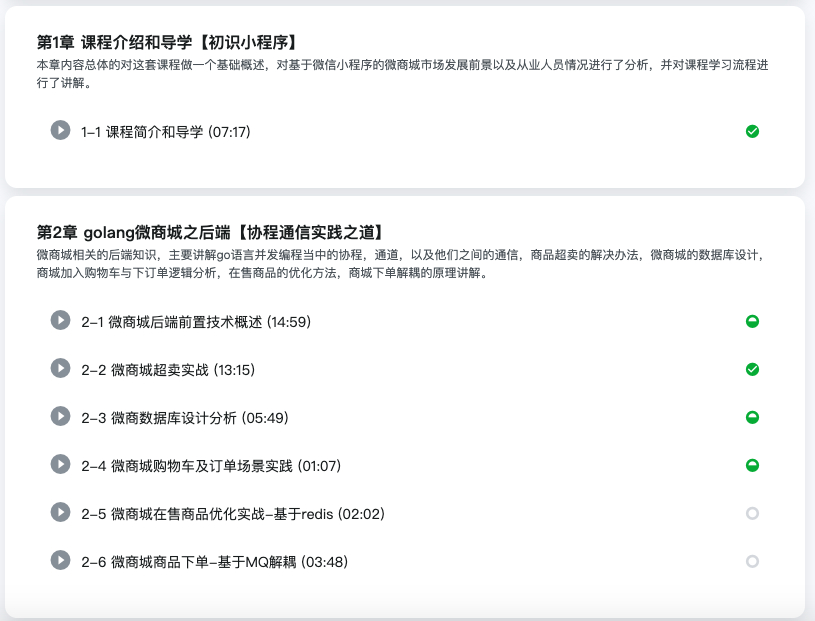 第1章 课程介绍和导学【初识小程序】
本章内容总体的对这套课程做一个基础概述，对基于微信小程序的微商城市场发展前景以及从业人员情况进行了分析，并对课程学习流程进
行了讲解。
1-1 课程简介和导学 (07:17)
第2章 golang微商城之后端【协程通信实践之道】
微商城相关的后端知识，主要讲解go语言并发编程当中的协程，通道，以及他们之间的通信，商品超卖的解决办法，微商城的数据库设计，
商城加入购物车与下订单逻辑分析，在售商品的优化方法，商城下单解耦的原理讲解。
2-1 微商城后端前置技术概述 (14:59)
2-2 微商城超卖实战 (13:15)
2-3 微商数据库设计分析 (05:49)
2-4 微商城购物车及订单场景实践 (01:07)
2-5 微商城在售商品优化实战-基于redis (02:02)
2-6 微商城商品下单-基于MQ解耦 (03:48)